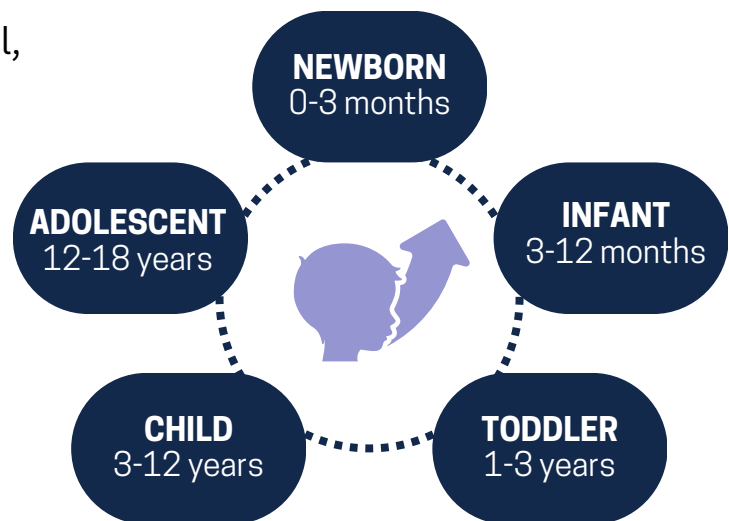 l,
NEWBORN
0-3 months
INFANT
3-12 months
TODDLER
1-3 years
CHILD
3-12 years
ADOLESCENT
12-18 years